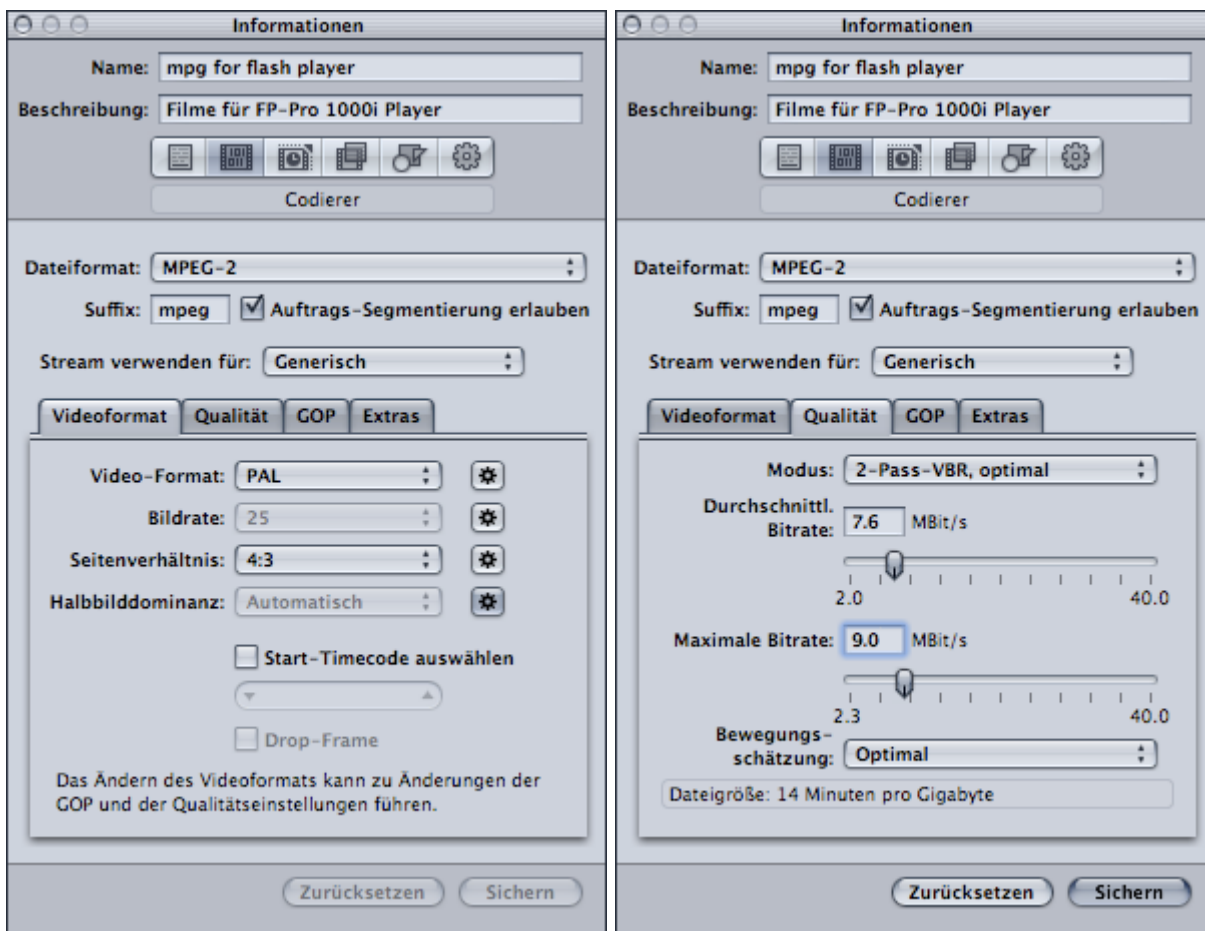 Informationen
Name: mpg for flash player
Beschreibung: Filme für FP-Pro 1000i Player
Codierer
Dateiformat: MPEG-2
Suffix: mpeg Auftrags-Segmentierung erlauben
Stream verwenden für: Generisch
Videoformat Qualität GOP Extras
Video-Format: PAL
Bildrate: 25
Seitenverhältnis: 4:3
Halbbilddominanz: Automatisch
Start-Timecode auswählen
Drop-Frame
Das Ändern des Videoformats kann zu Änderungen der
GOP und der Qualitätseinstellungen führen.
Zurücksetzen Sichern
Informationen
Name: mpg for flash player
Beschreibung: Filme für FP-Pro 1000i Player
Codierer
Dateiformat: MPEG-2
Suffix: mpeg Auftrags-Segmentierung erlauben
Stream verwenden für: Generisch
Videoformat Qualität GOP Extras
Modus: 2-Pass-VBR, optimal
Durchschnittl.
Bitrate: 7.6 MBit/s
2.0 40.0
Maximale Bitrate: 9.0 MBit/s
2.3 40.0
Bewegungs-
schätzung: Optimal
Dateigröße: 14 Minuten pro Gigabyte
Zurücksetzen Sichern